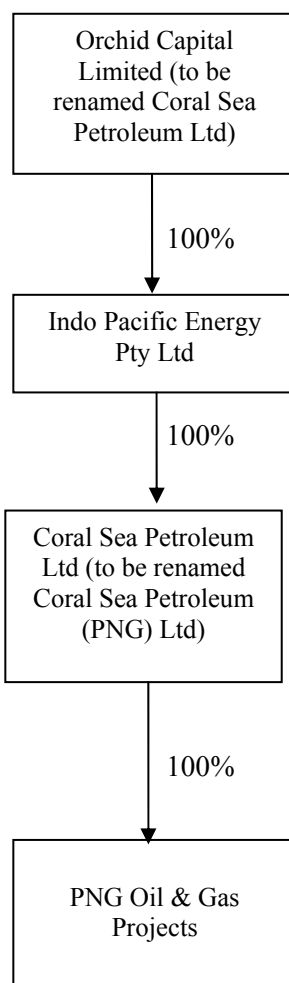 Orchid Capital
Limited (to be
renamed Coral Sea
Petroleum Ltd)
100%
Indo Pacific Energy
Pty Ltd
100%
Coral Sea Petroleum
Ltd (to be renamed
Coral Sea Petroleum
(PNG) Ltd)
100%
PNG Oil & Gas
Projects